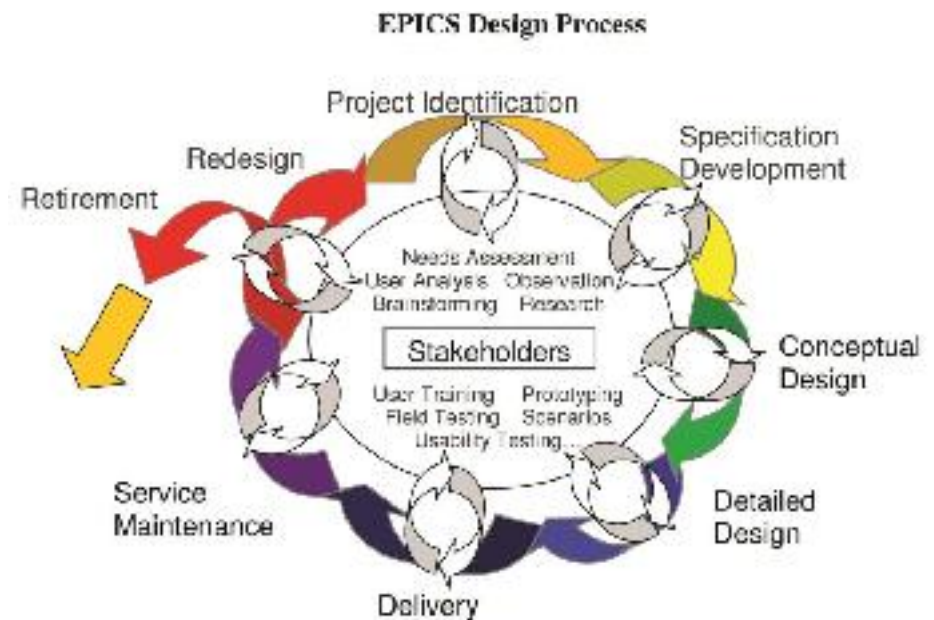 EPICS Design Process
Project Identification
Specification
Development
Redesign
Retirement
Needs Assessment
User Analysis Observation
Brainstorming Research
Stakeholders
Conceptual
Design
User Training Prototyping
Field Testing Scenarios
Usability Testing...
Service
Maintenance
Detailed
Design
Delivery